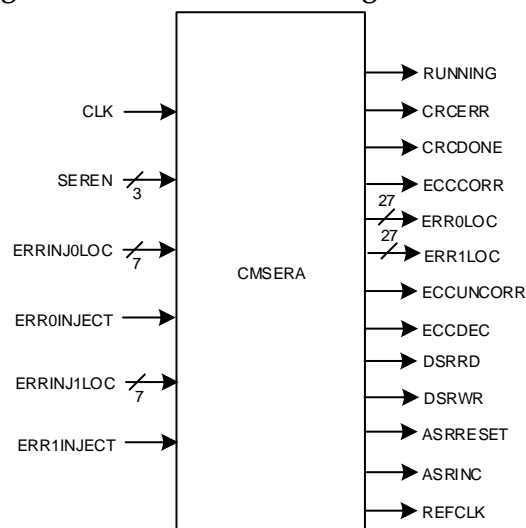 CLK
SEREN
3
ERRINJ0LOC
7
ERR0INJECT
ERRINJ1LOC
7
ERR1INJECT
CMSERA
RUNNING
CRCERR
CRCDONE
ECCCORR
27
ERR0LOC
27
ERR1LOC
ECCUNCORR
ECCDEC
DSRRD
DSRWR
ASRRESET
ASRINC
REFCLK